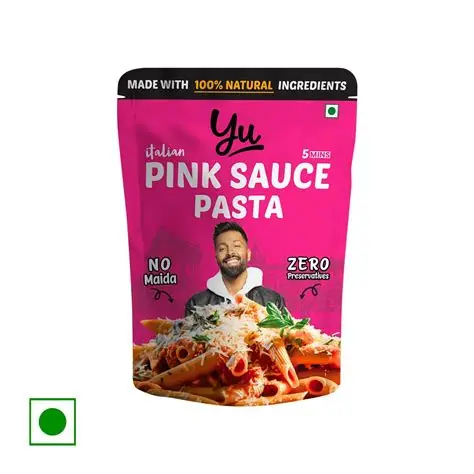 MADE WITH 100% NATURAL INGREDIENTS
yu
italian
5 MINS
PINK SAUCE
PASTA
NO
Maida
ZERO
Preservatives